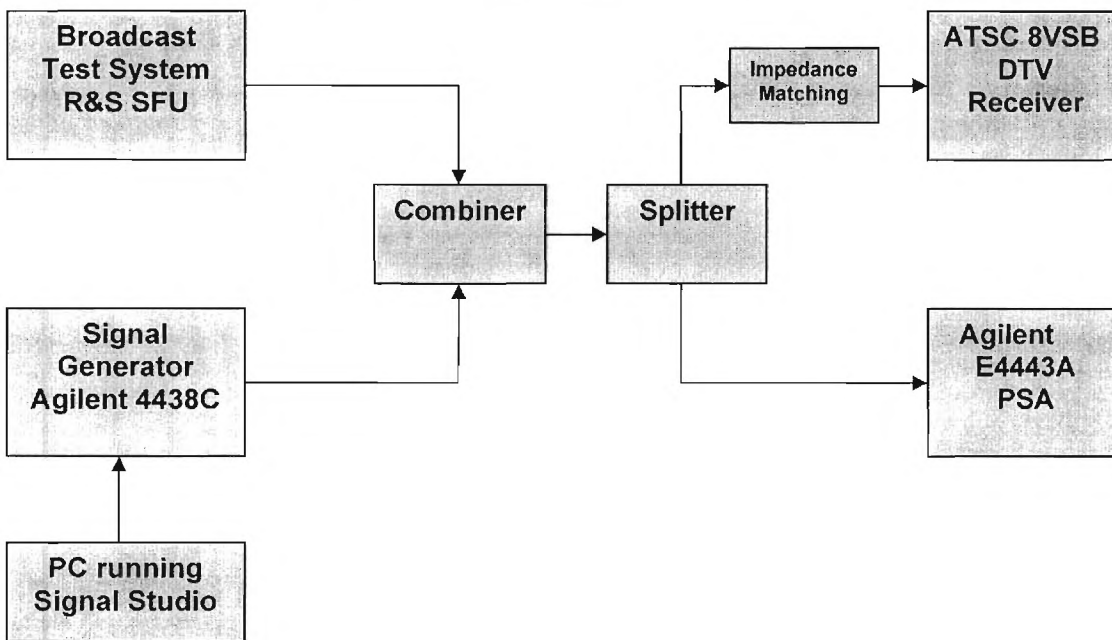 Broadcast
Test System
R&S SFU
Impedance
Matching
ATSC 8VSB
DTV
Receiver
Combiner
Splitter
Signal
Generator
Agilent 4438C
Agilent
E4443A
PSA
PC running
Signal Studio